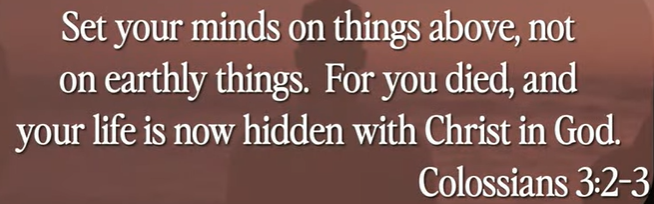 Set your minds on things above, not
on earthly things. For you died, and
your life is now hidden with Christ in God.
Colossians 3:2-3